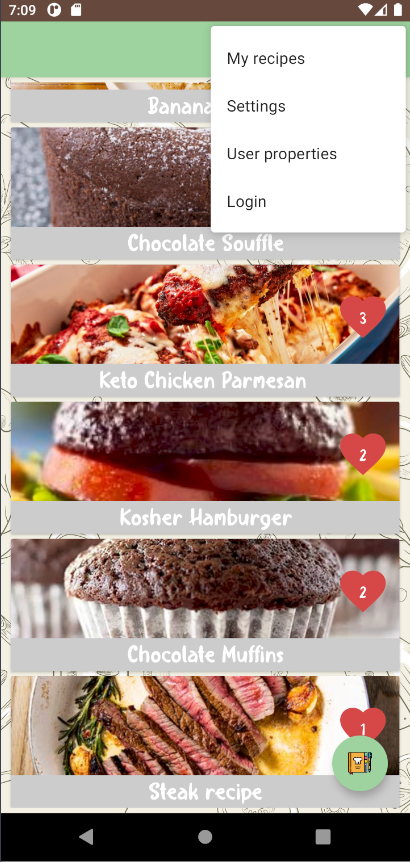 7:09
My recipes
Settings
User properties
Login
Chocolate Souffle
3
Keto Chicken Parmesan
2
Kosher Hamburger
2
Chocolate Muffins
1
Steak recipe